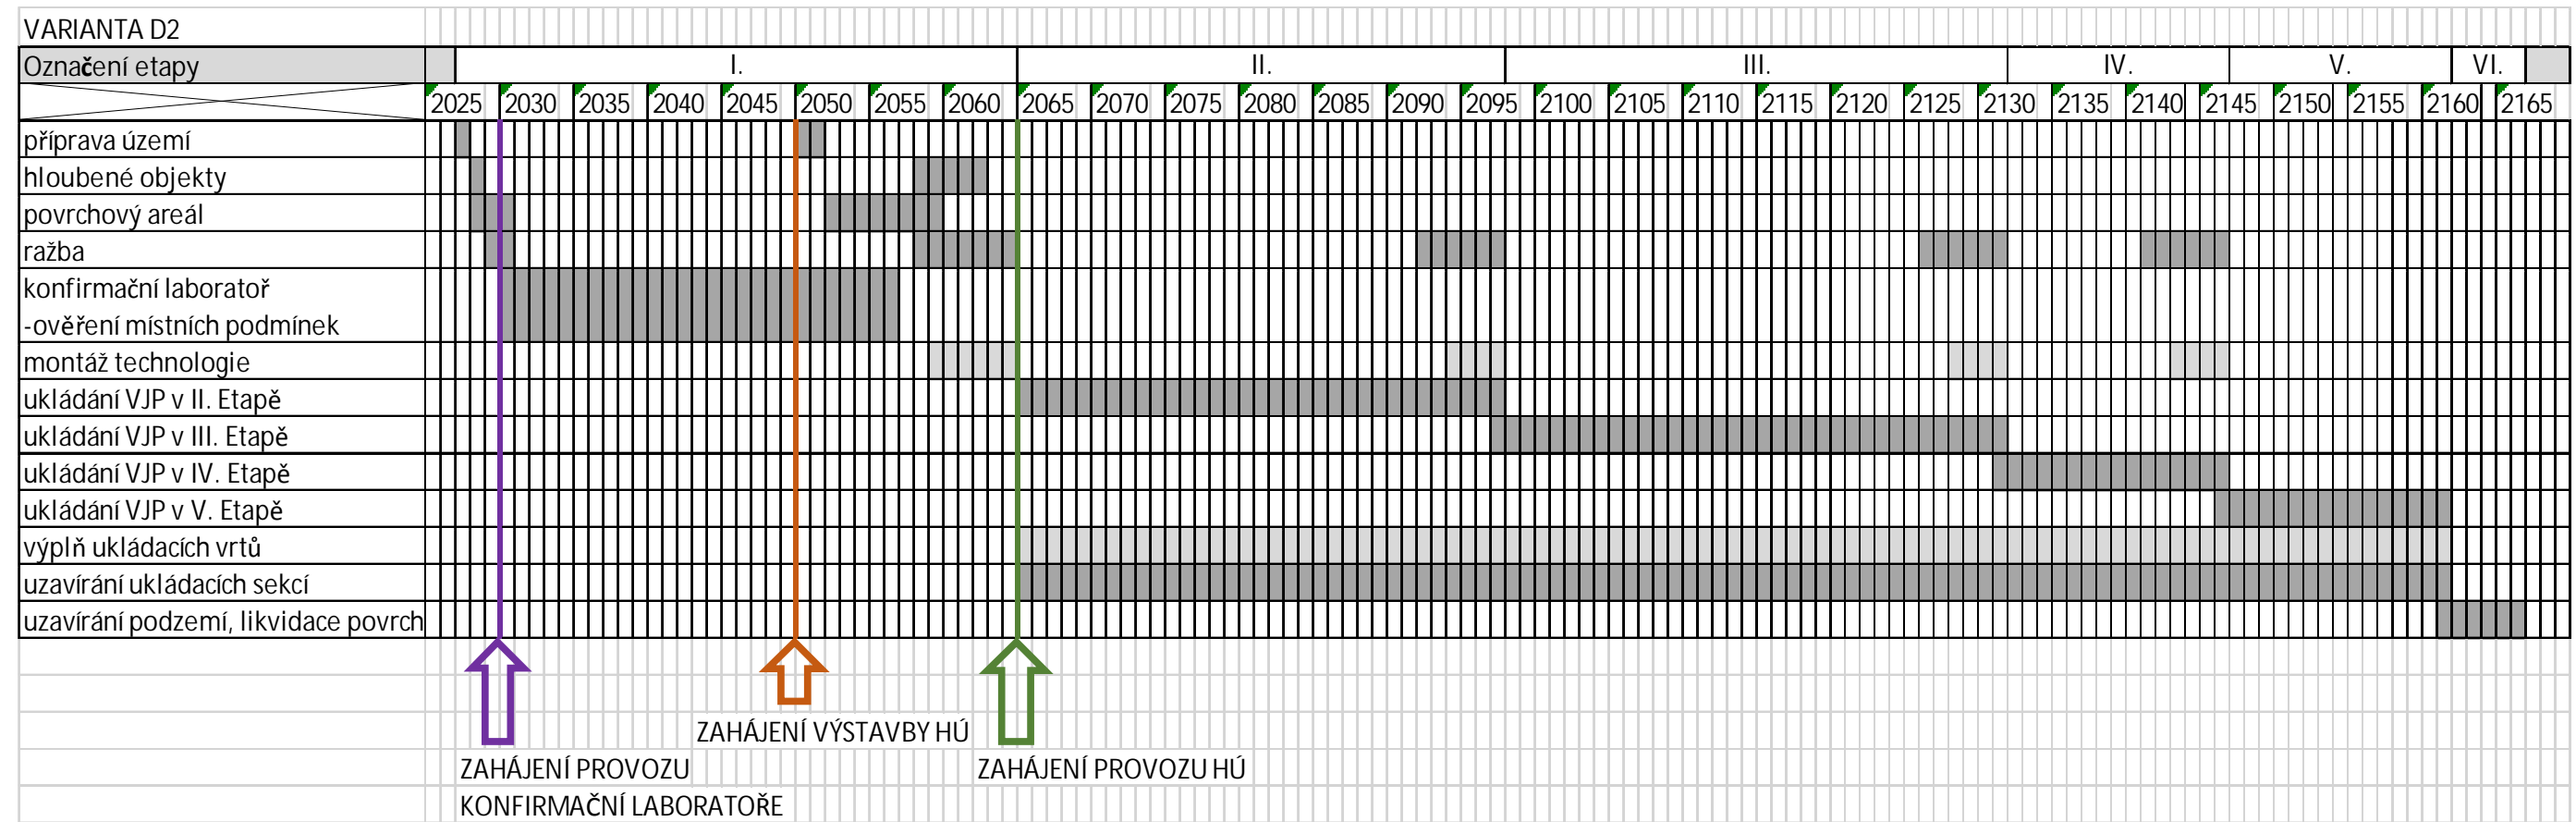 VARIANTA D2
Označení etapy I. II. III. IV. V. VI.
2025 2030 2035 2040 2045 2050 2055 2060 2065 2070 2075 2080 2085 2090 2095 2100 2105 2110 2115 2120 2125 2130 2135 2140 2145 2150 2155 2160 2165
příprava území
hloubené objekty
povrchový areál
ražba
konfirmační laboratoř
-ověření místních podmínek
montáž technologie
ukládání VJP v II. Etapě
ukládání VJP v III. Etapě
ukládání VJP v IV. Etapě
ukládání VJP v V. Etapě
výplň ukládacích vrtů
uzavírání ukládacích sekcí
uzavírání podzemí, likvidace povrch
ZAHÁJENÍ VÝSTAVBY HÚ
ZAHÁJENÍ PROVOZU
KONFIRMAČNÍ LABORATOŘE
ZAHÁJENÍ PROVOZU HÚ